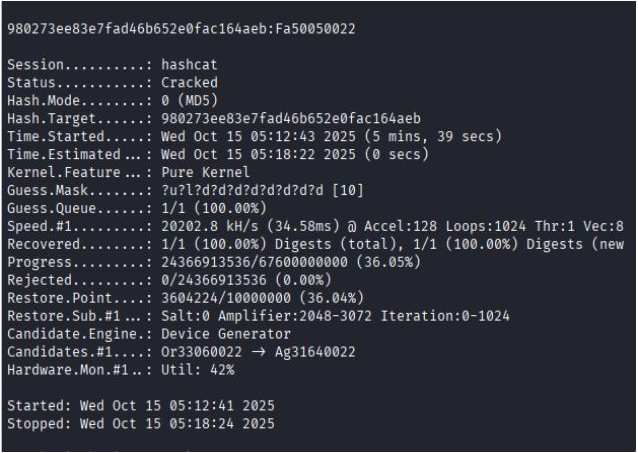 980273ee83e7fad46b652e0fac164aeb:Fa50050022
Session..........: hashcat
Status...........: Cracked
Hash.Mode........: 0 (MD5)
Hash.Target......: 980273ee83e7fad46b652e0fac164aeb
Time.Started.....: Wed Oct 15 05:12:43 2025 (5 mins, 39 secs)
Time.Estimated...: Wed Oct 15 05:18:22 2025 (0 secs)
Kernel.Feature...: Pure Kernel
Guess.Mask.......: ?u?l?d?d?d?d?d?d?d?d [10]
Guess.Queue......: 1/1 (100.00%)
Speed.#1.........: 20202.8 kH/s (34.58ms) @ Accel:128 Loops:1024 Thr:1 Vec:8
Recovered........: 1/1 (100.00%) Digests (total), 1/1 (100.00%) Digests (new
Progress.........: 24366913536/67600000000 (36.05%)
Rejected.........: 0/24366913536 (0.00%)
Restore.Point....: 3604224/10000000 (36.04%)
Restore.Sub.#1...: Salt:0 Amplifier:2048-3072 Iteration:0-1024
Candidate.Engine.: Device Generator
Candidates.#1....: Or33060022 -> Ag31640022
Hardware.Mon.#1..: Util: 42%
Started: Wed Oct 15 05:12:41 2025
Stopped: Wed Oct 15 05:18:24 2025